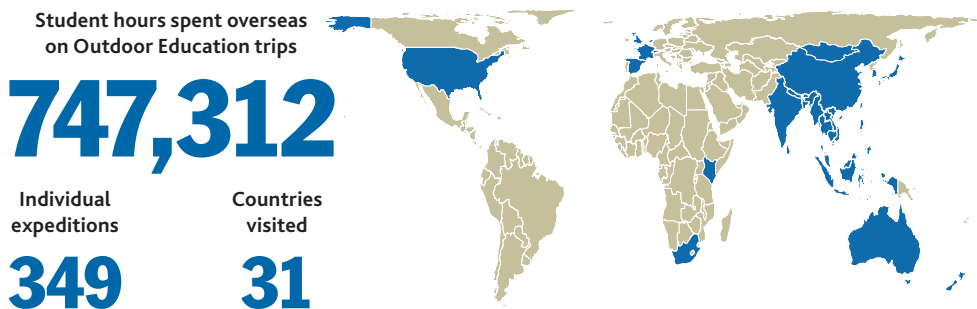 Student hours spent overseas
on Outdoor Education trips
747,312
Individual
expeditions
349
Countries
visited
31